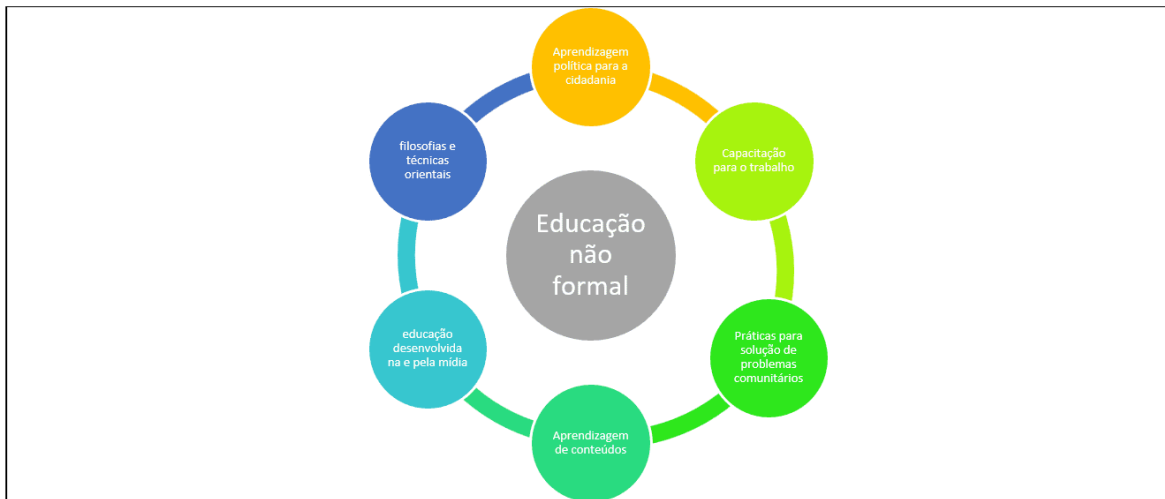 Aprendizagem
política para a
cidadania
Capacitação
para o trabalho
Práticas para
solução de
problemas
comunitários
Aprendizagem
de conteúdos
educação
desenvolvida
na e pela mídia
filosofias e
técnicas
orientais
Educação
não
formal